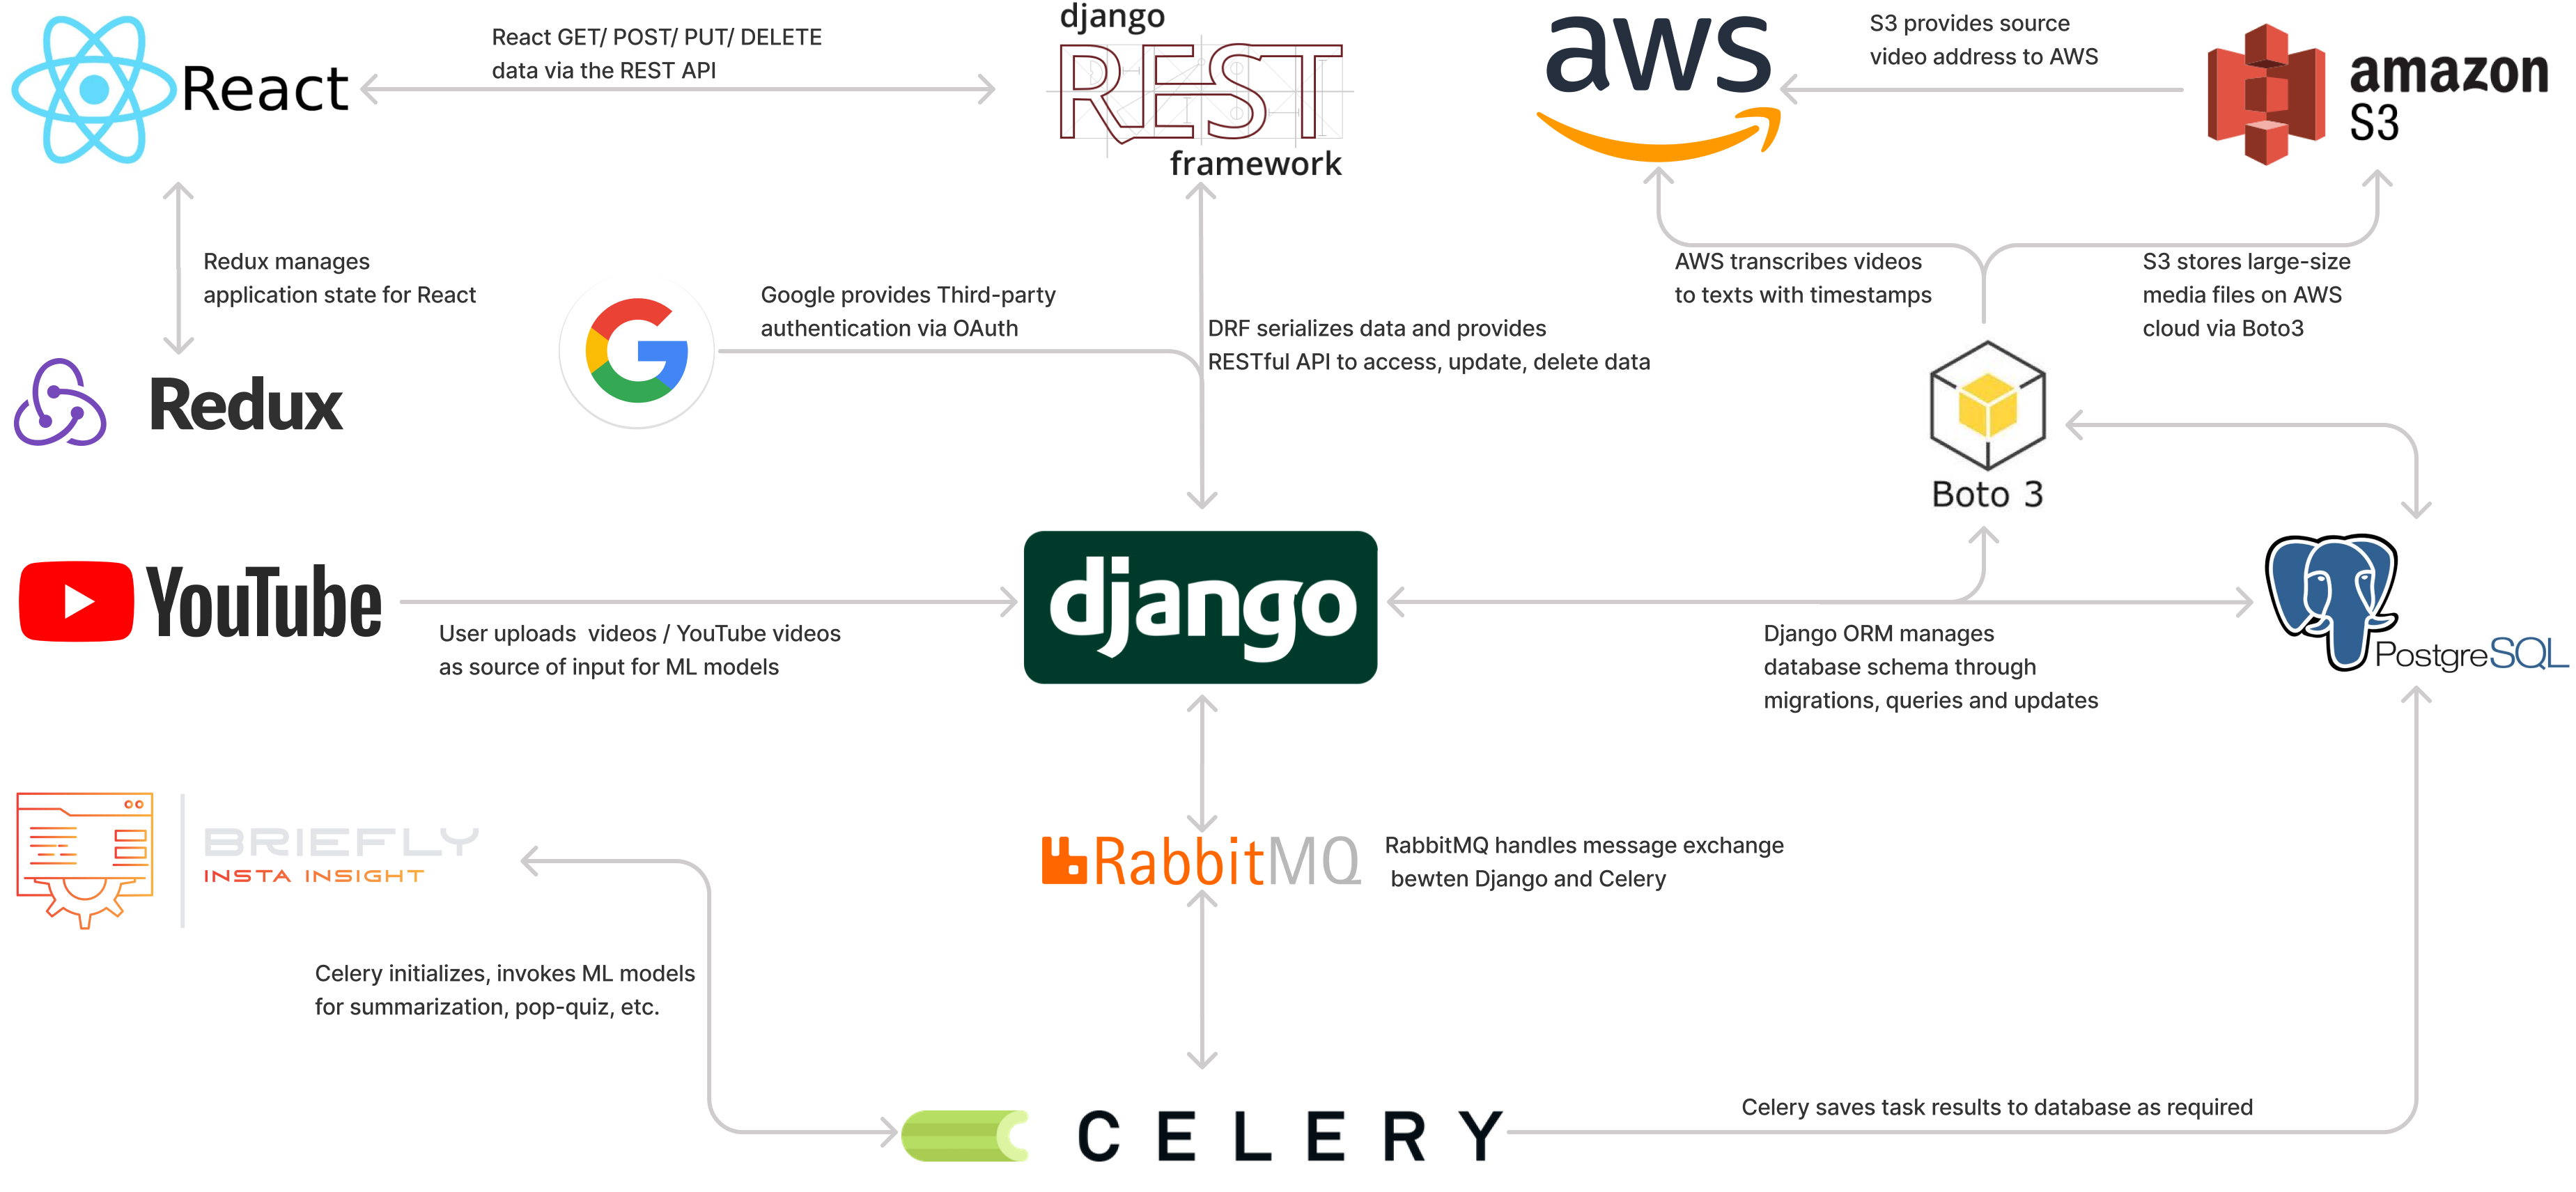 React
React GET/ POST/ PUT/ DELETE
data via the REST API
django
REST
framework
aws
S3 provides source
video address to AWS
amazon
S3
Redux manages
application state for React
Google provides Third-party
authentication via OAuth
DRF serializes data and provides
RESTful API to access, update, delete data
AWS transcribes videos
to texts with timestamps
S3 stores large-size
media files on AWS
cloud via Boto3
Redux
G
Boto 3
YouTube
User uploads videos / YouTube videos
as source of input for ML models
django
Django ORM manages
database schema through
migrations, queries and updates
PostgreSQL
BRIEFLY
INSTA INSIGHT
RabbitMQ
RabbitMQ handles message exchange
bewten Django and Celery
Celery initializes, invokes ML models
for summarization, pop-quiz, etc.
CELERY
Celery saves task results to database as required